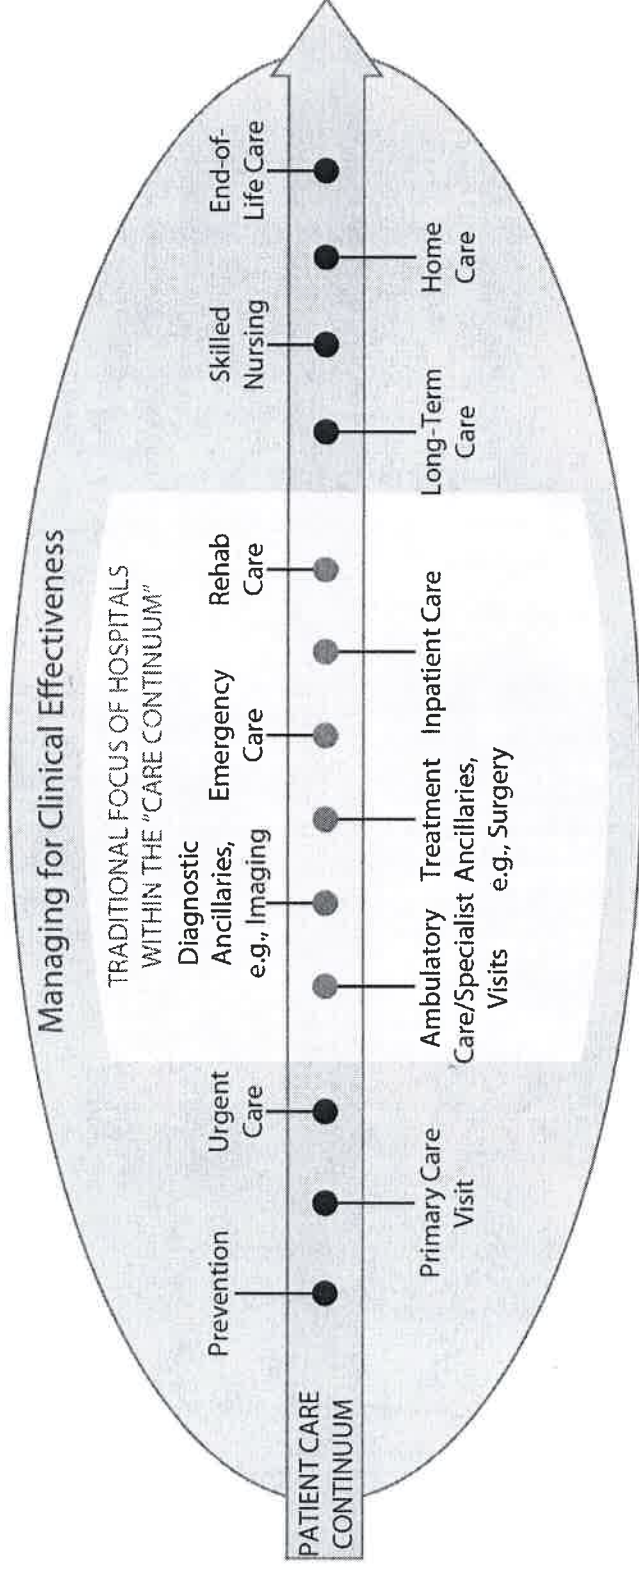 Managing for Clinical Effectiveness
TRADITIONAL FOCUS OF HOSPITALS
WITHIN THE "CARE CONTINUUM"
PATIENT CARE
CONTINUUM
Prevention
Primary Care
Visit
Urgent
Care
Ambulatory
Care/Specialist
Visits
Diagnostic
Ancillaries,
e.g., Imaging
Treatment
Ancillaries,
e.g., Surgery
Emergency
Care
Inpatient Care
Rehab
Care
Long-Term
Care
Skilled
Nursing
Home
Care
End-of-
Life Care